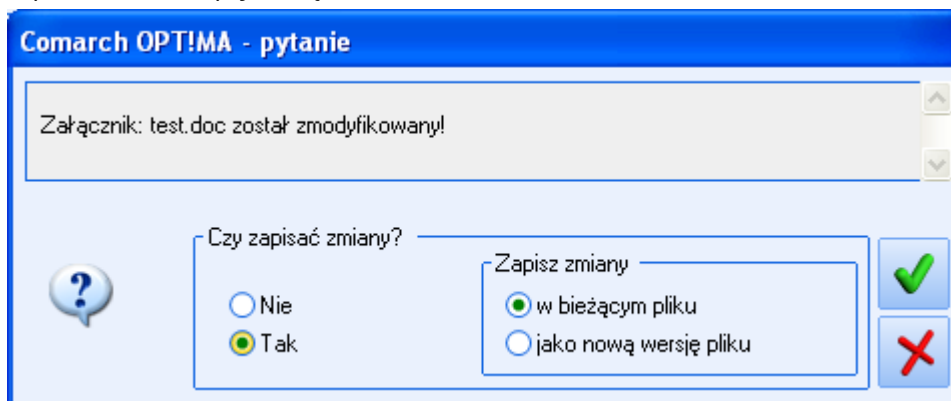 Comarch OPT!MA - pytanie
Załącznik: test.doc został zmodyfikowany!
Czy zapisać zmiany?
Nie
Tak
Zapisz zmiany
w bieżącym pliku
jako nową wersję pliku